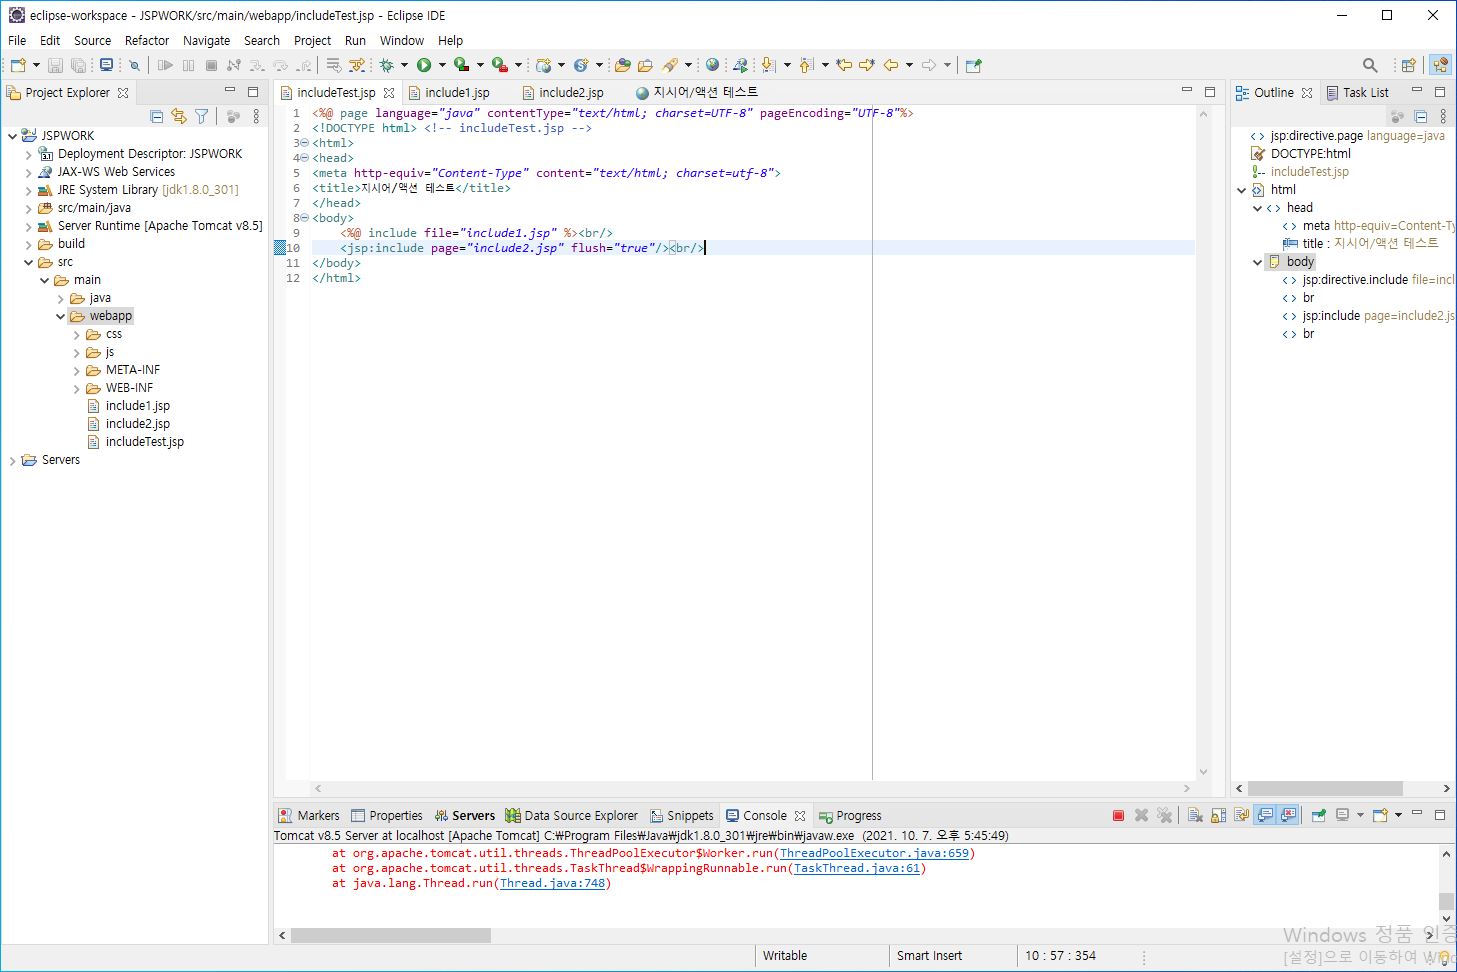 eclipse-workspace - JSPWORK/src/main/webapp/includeTest.jsp - Eclipse IDE
File Edit Source Refactor Navigate Search Project Run Window Help
Project Explorer
JSPWORK
Deployment Descriptor: JSPWORK
JAX-WS Web Services
JRE System Library [jdk1.8.0_301]
src/main/java
Server Runtime [Apache Tomcat v8.5]
build
src
main
java
webapp
css
js
META-INF
WEB-INF
include1.jsp
include2.jsp
includeTest.jsp
Servers
includeTest.jsp include1.jsp include2.jsp 지시어/액션 테스트
1 <%@ page language="java" contentType="text/html; charset=UTF-8" pageEncoding="UTF-8"%>
2 <!DOCTYPE html> <!-- includeTest.jsp -->
3 <html>
4 <head>
5 <meta http-equiv="Content-Type" content="text/html; charset=utf-8">
6 <title>지시어/액션 테스트</title>
7 </head>
8 <body>
9 <%@ include file="include1.jsp" %><br/>
10 <jsp:include page="include2.jsp" flush="true"/><br/>
11 </body>
12 </html>
Outline Task List
jsp:directive.page language=java
DOCTYPE:html
includeTest.jsp
html
head
meta http-equiv=Content-Ty
title : 지시어/액션 테스트
body
jsp:directive.include file=incl
br
jsp:include page=include2.js
br
Markers Properties Servers Data Source Explorer Snippets Console Progress
Tomcat v8.5 Server at localhost [Apache Tomcat] C:₩Program Files₩Java₩jdk1.8.0_301₩jre₩bin₩javaw.exe (2021. 10. 7. 오후 5:45:49)
at org.apache.tomcat.util.threads.ThreadPoolExecutor$Worker.run(ThreadPoolExecutor.java:659)
at org.apache.tomcat.util.threads.TaskThread$WrappingRunnable.run(TaskThread.java:61)
at java.lang.Thread.run(Thread.java:748)
Windows 정품 인증
[설정]으로 이동하여 Win
Writable Smart Insert 10 : 57 : 354